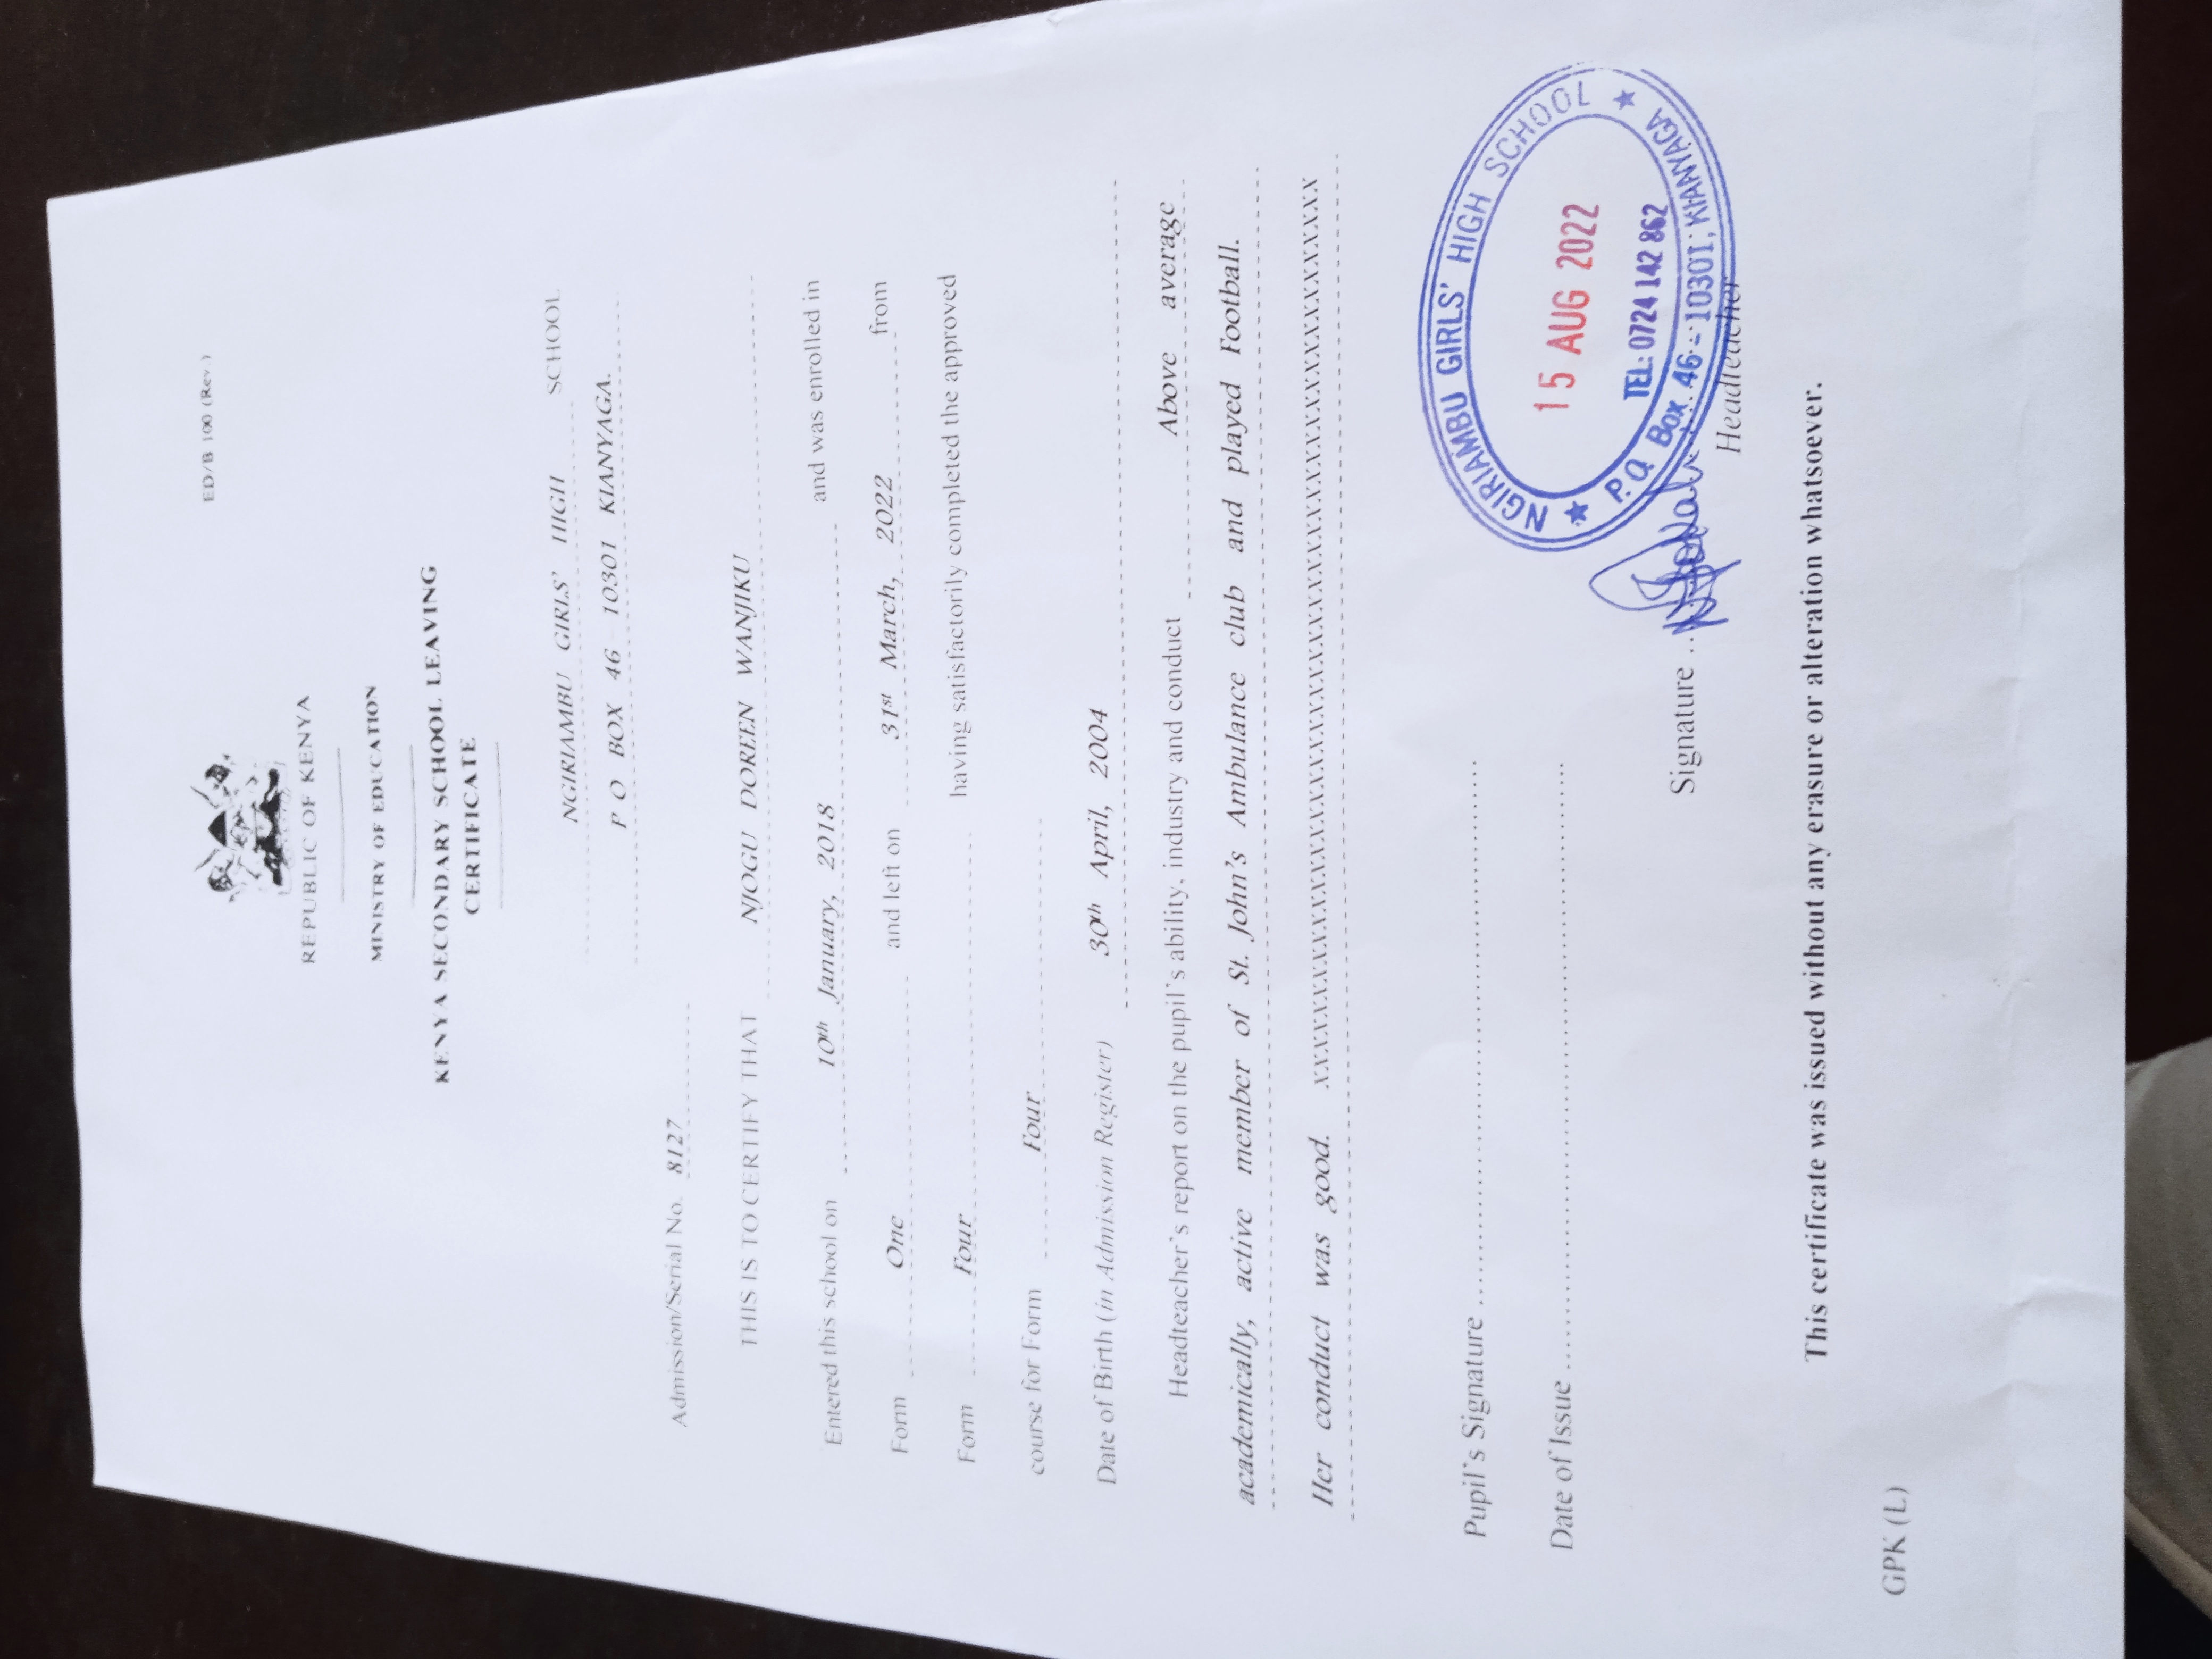 ED/B 100 (Rev.)
REPUBLIC OF KENYA
MINISTRY OF EDUCATION
KENYA SECONDARY SCHOOL LEAVING
CERTIFICATE
NGIRIAMBU GIRLS' HIGH SCHOOL
P O BOX 46 - 10301 KIANYAGA.
Admission/Serial No. 8127
THIS IS TO CERTIFY THAT NJOGU DOREEN WANJIKU
Entered this school on 10th January, 2018 and was enrolled in
Form One and left on 31st March, 2022 from
Form Four having satisfactorily completed the approved
course for Form Four
Date of Birth (in Admission Register) 30th April, 2004
Headteacher's report on the pupil's ability, industry and conduct Above average
academically, active member of St. John's Ambulance club and played Football.
Her conduct was good. xxxxxxxxxxxxxxxxxxxxxxxxxxxxxxxxxxxxxxxxxxxxxxxxxxxxxxx
Pupil's Signature
Date of Issue
NGIRIAMBU GIRLS' HIGH SCHOOL
15 AUG 2022
TEL: 0724 142 862
P.O. Box 46 - 10301, KIANYAGA
Signature
Headteacher
This certificate was issued without any erasure or alteration whatsoever.
GPK (L)